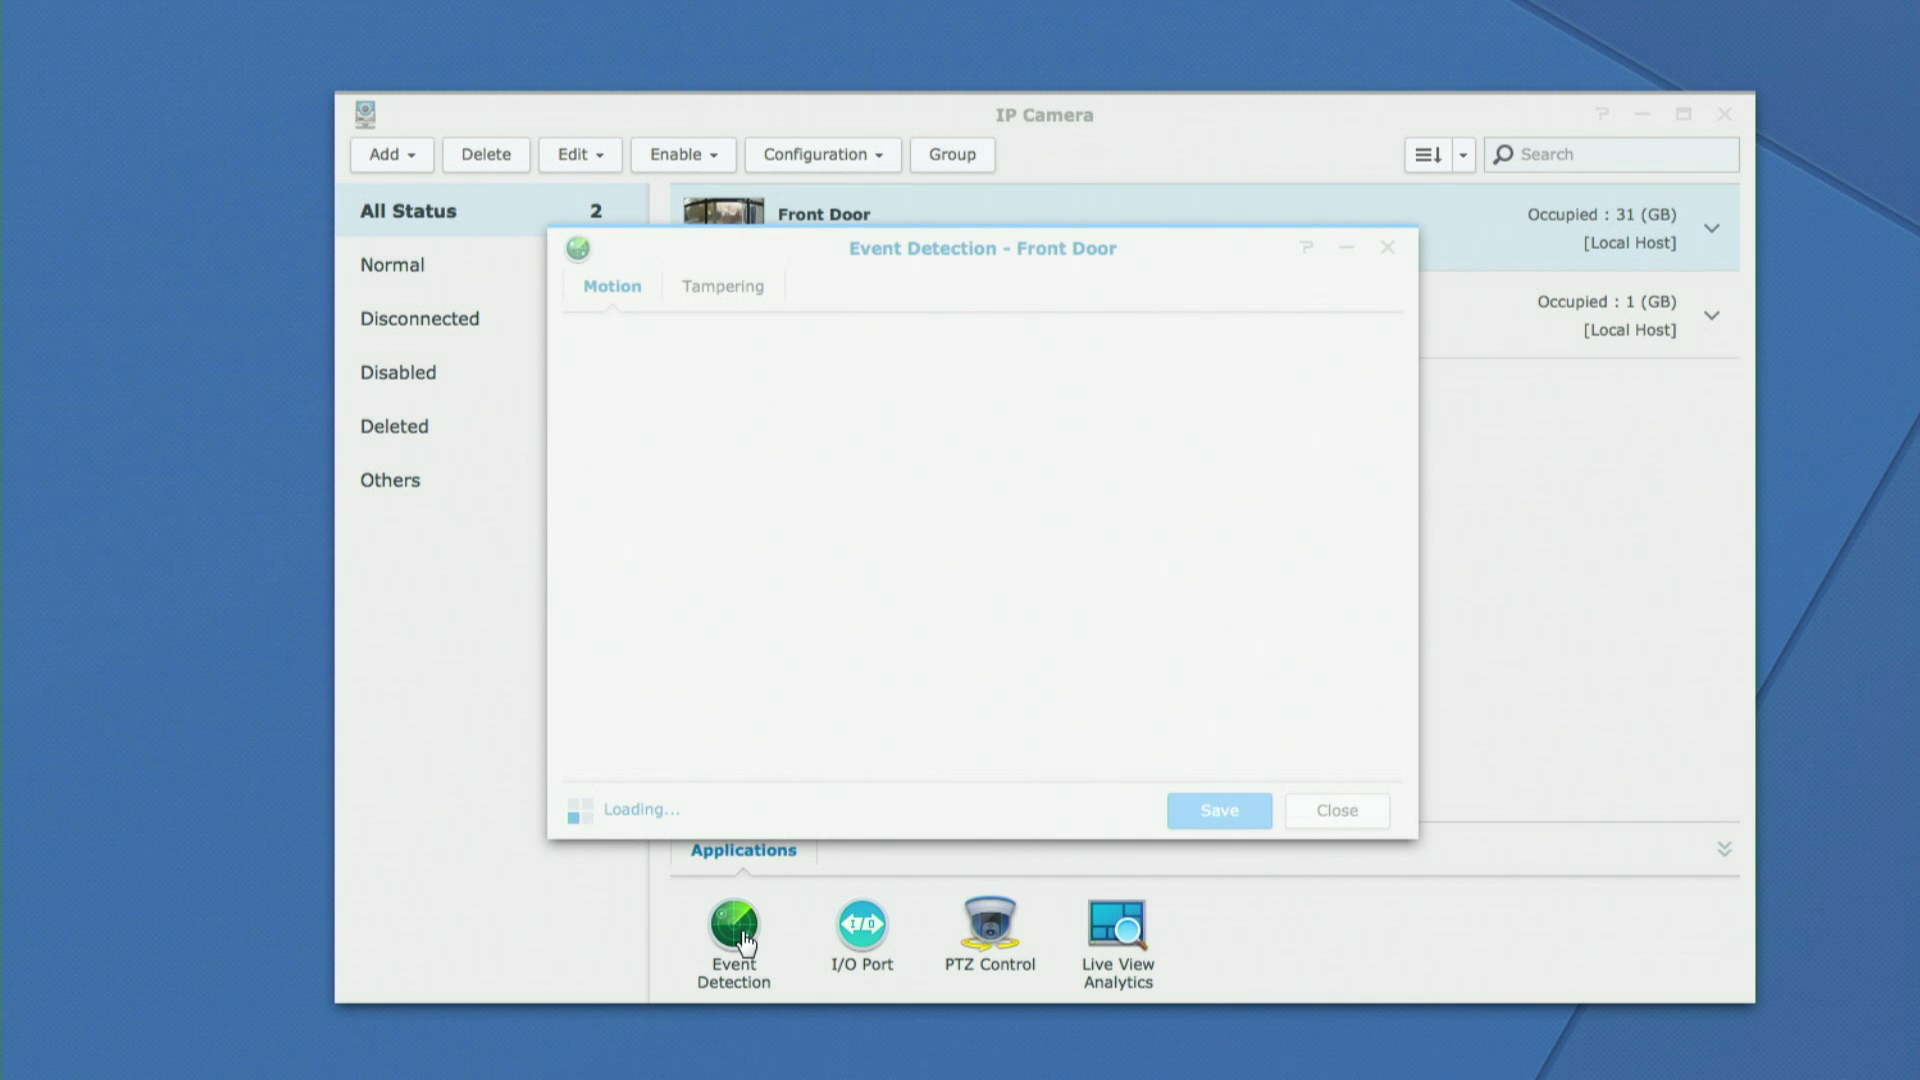 IP Camera
Add
Delete
Edit
Enable
Configuration
Group
Search
All Status 2
Normal
Disconnected
Disabled
Deleted
Others
Front Door
Occupied : 31 (GB)
[Local Host]
Occupied : 1 (GB)
[Local Host]
Event Detection - Front Door
Motion
Tampering
Loading...
Save
Close
Applications
I/O
Event
Detection
I/O Port
PTZ Control
Live View
Analytics